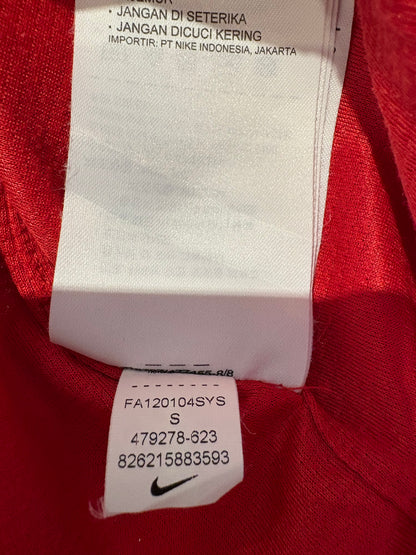 • JANGAN DI SETERIKA
• JANGAN DICUCI KERING
IMPORTIR: PT NIKE INDONESIA, JAKARTA
FA120104SYS
S
479278-623
826215883593